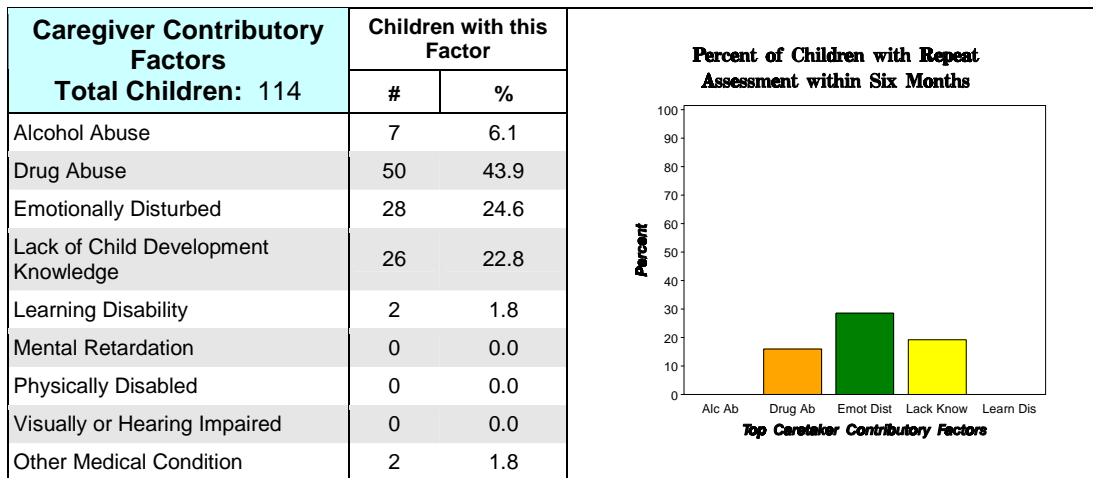 Caregiver Contributory
Factors
Total Children: 114
Children with this
Factor
# %
Alcohol Abuse 7 6.1
Drug Abuse 50 43.9
Emotionally Disturbed 28 24.6
Lack of Child Development
Knowledge 26 22.8
Learning Disability 2 1.8
Mental Retardation 0 0.0
Physically Disabled 0 0.0
Visually or Hearing Impaired 0 0.0
Other Medical Condition 2 1.8
Percent of Children with Repeat
Assessment within Six Months
100
90
80
70
60
50
40
30
20
10
0
Percent
Alc Ab Drug Ab Emot Dist Lack Know Learn Dis
Top Caretaker Contributory Factors